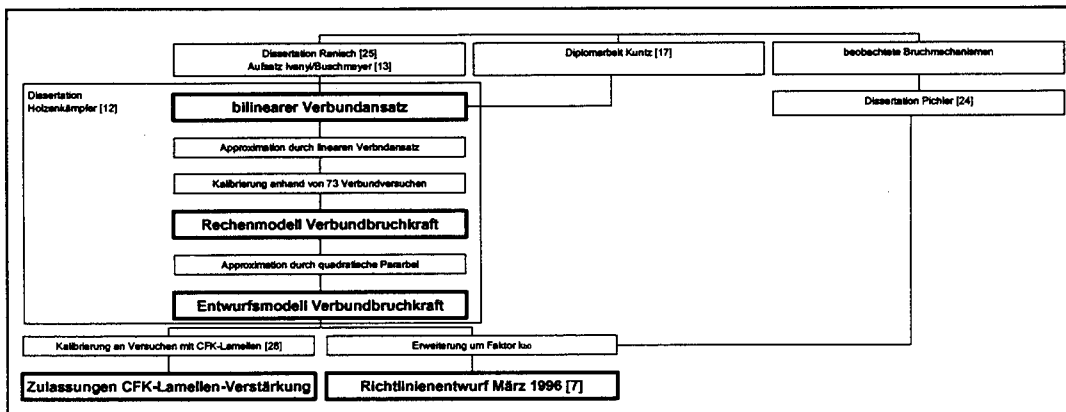 Dissertation Ranisch [25]
Aufsatz Ivanyi/Buschmeyer [13]
Diplomarbeit Kuntz [17]
beobachtete Bruchmechanismen
Dissertation
Holzenkämpfer [12]
bilinearer Verbundansatz
Dissertation Pichler [24]
Approximation durch linearen Verbndansatz
Kalibrierung anhand von 73 Verbundversuchen
Rechenmodell Verbundbruchkraft
Approximation durch quadratische Pararbel
Entwurfsmodell Verbundbruchkraft
Kalibrierung an Versuchen mit CFK-Lamellen [28]
Erweiterung um Faktor
Zulassungen CFK-Lamellen-Verstärkung
Richtlinienentwurf März 1996 [7]